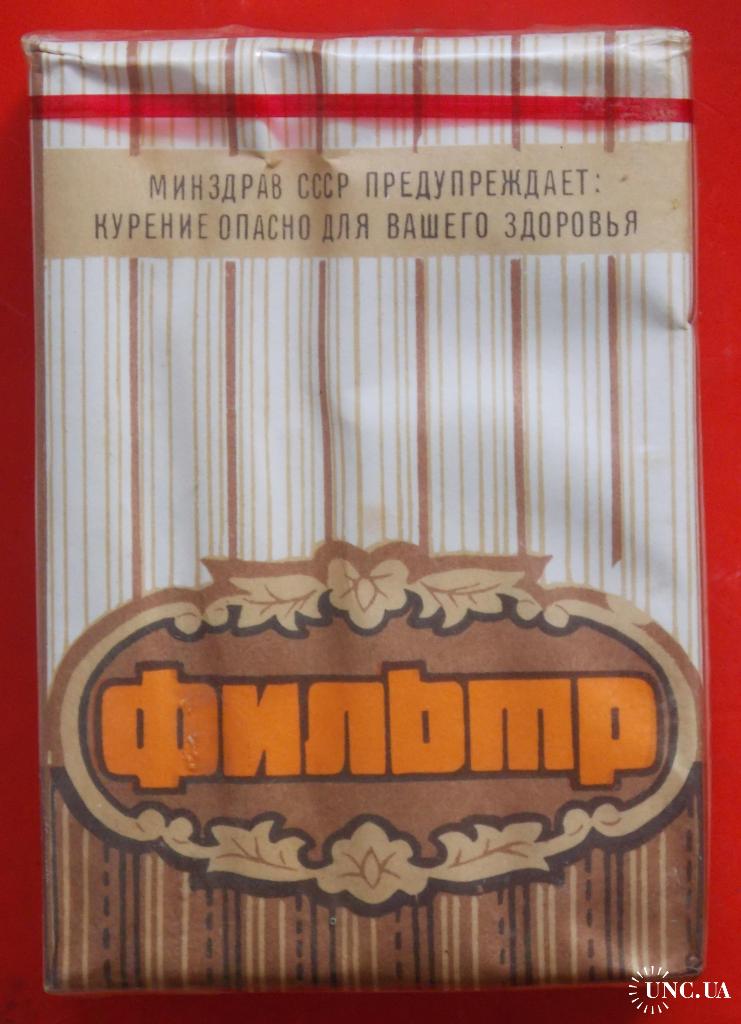 МИНЗДРАВ СССР ПРЕДУПРЕЖДАЕТ:
КУРЕНИЕ ОПАСНО ДЛЯ ВАШЕГО ЗДОРОВЬЯ
фильтр
UNC.UA